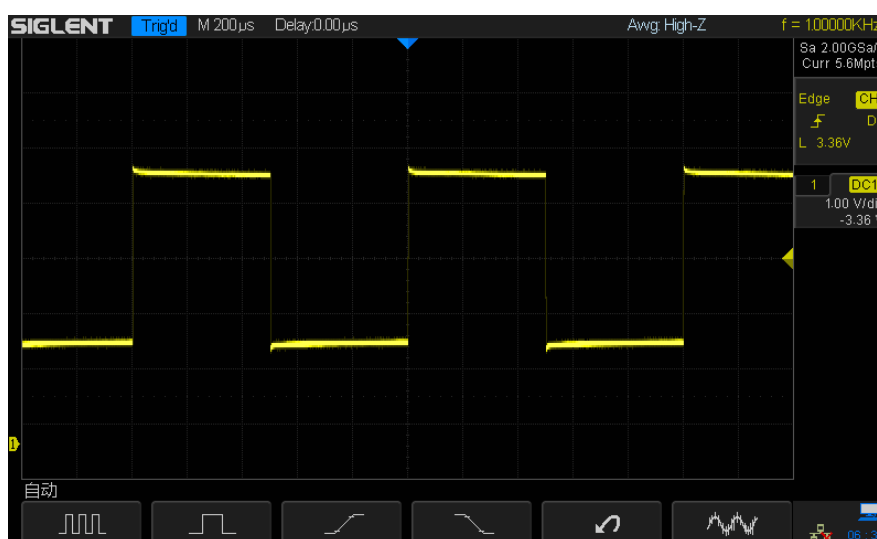 SIGLENT Trig'd M 200µs Delay:0.00µs Awg: High-Z f = 1.00000KHz
Sa 2.00GSa/
Curr 5.6Mpt
Edge CH
L 3.36V
1 DC1
1.00 V/di
-3.36
1
自动